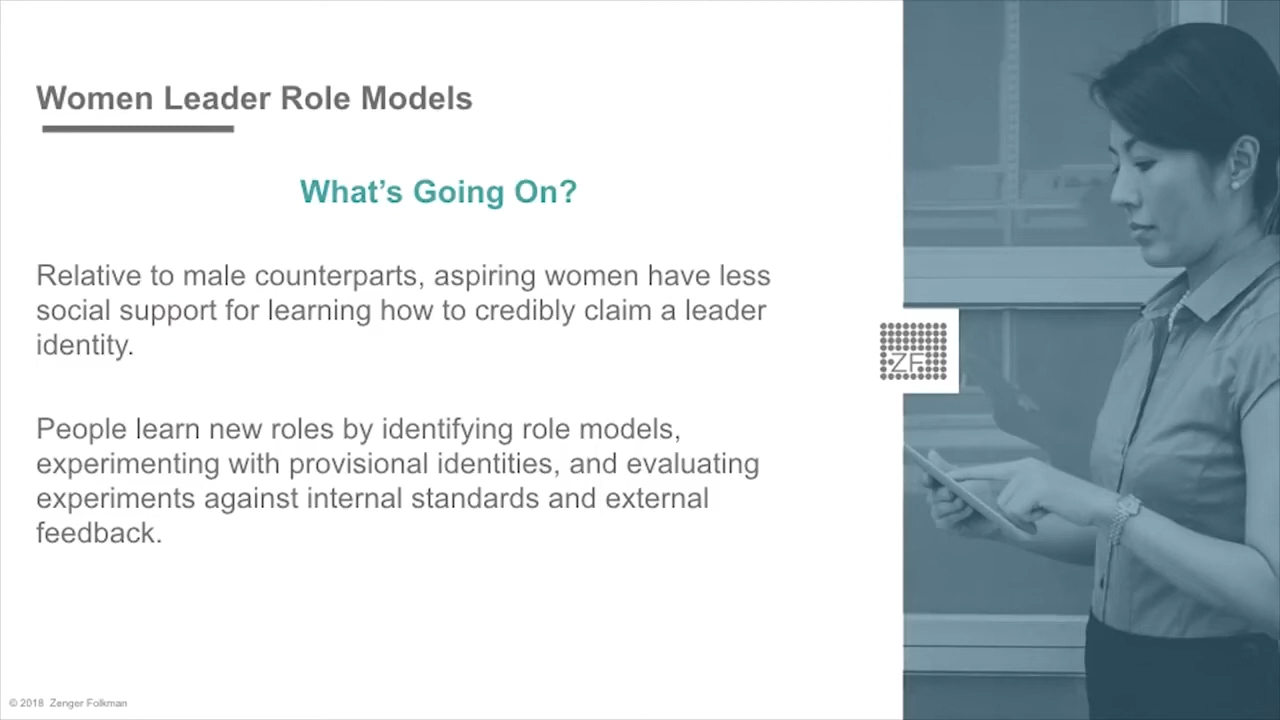 Women Leader Role Models
What’s Going On?
Relative to male counterparts, aspiring women have less
social support for learning how to credibly claim a leader
identity.
People learn new roles by identifying role models,
experimenting with provisional identities, and evaluating
experiments against internal standards and external
feedback.
ZF
© 2018 Zenger Folkman